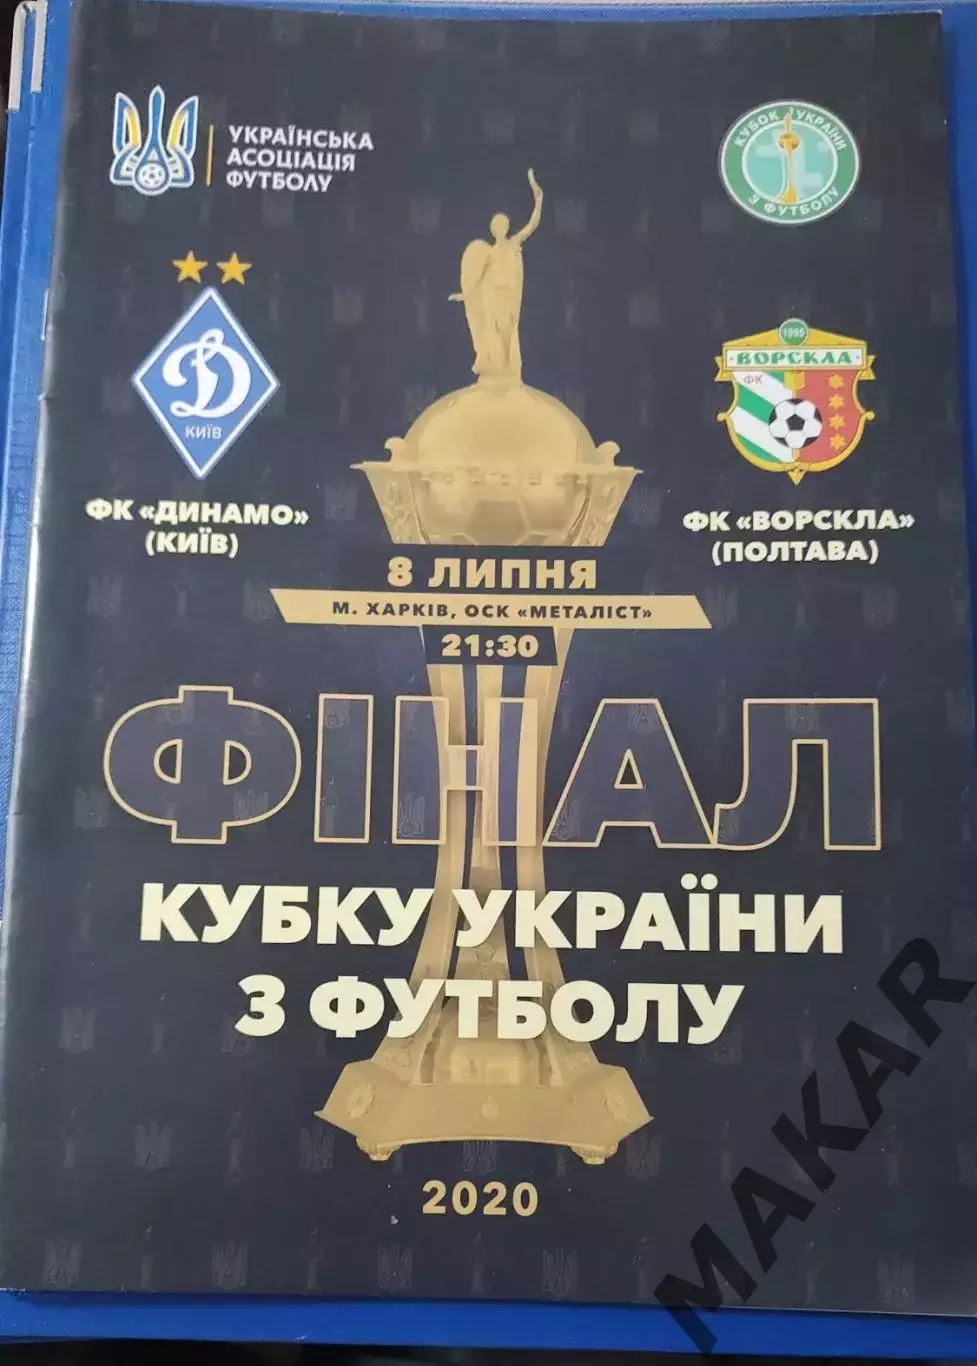 УКРАЇНСЬКА
АСОЦІАЦІЯ
ФУТБОЛУ
КУБОК УКРАЇНИ
З ФУТБОЛУ
Д
КИЇВ
ФК «ДИНАМО»
(КИЇВ)
1955
ВОРСКЛА
ФК
ФК «ВОРСКЛА»
(ПОЛТАВА)
8 ЛИПНЯ
М. ХАРКІВ, ОСК «МЕТАЛІСТ»
21:30
ФІНАЛ
КУБКУ УКРАЇНИ
З ФУТБОЛУ
2020
MAKAR